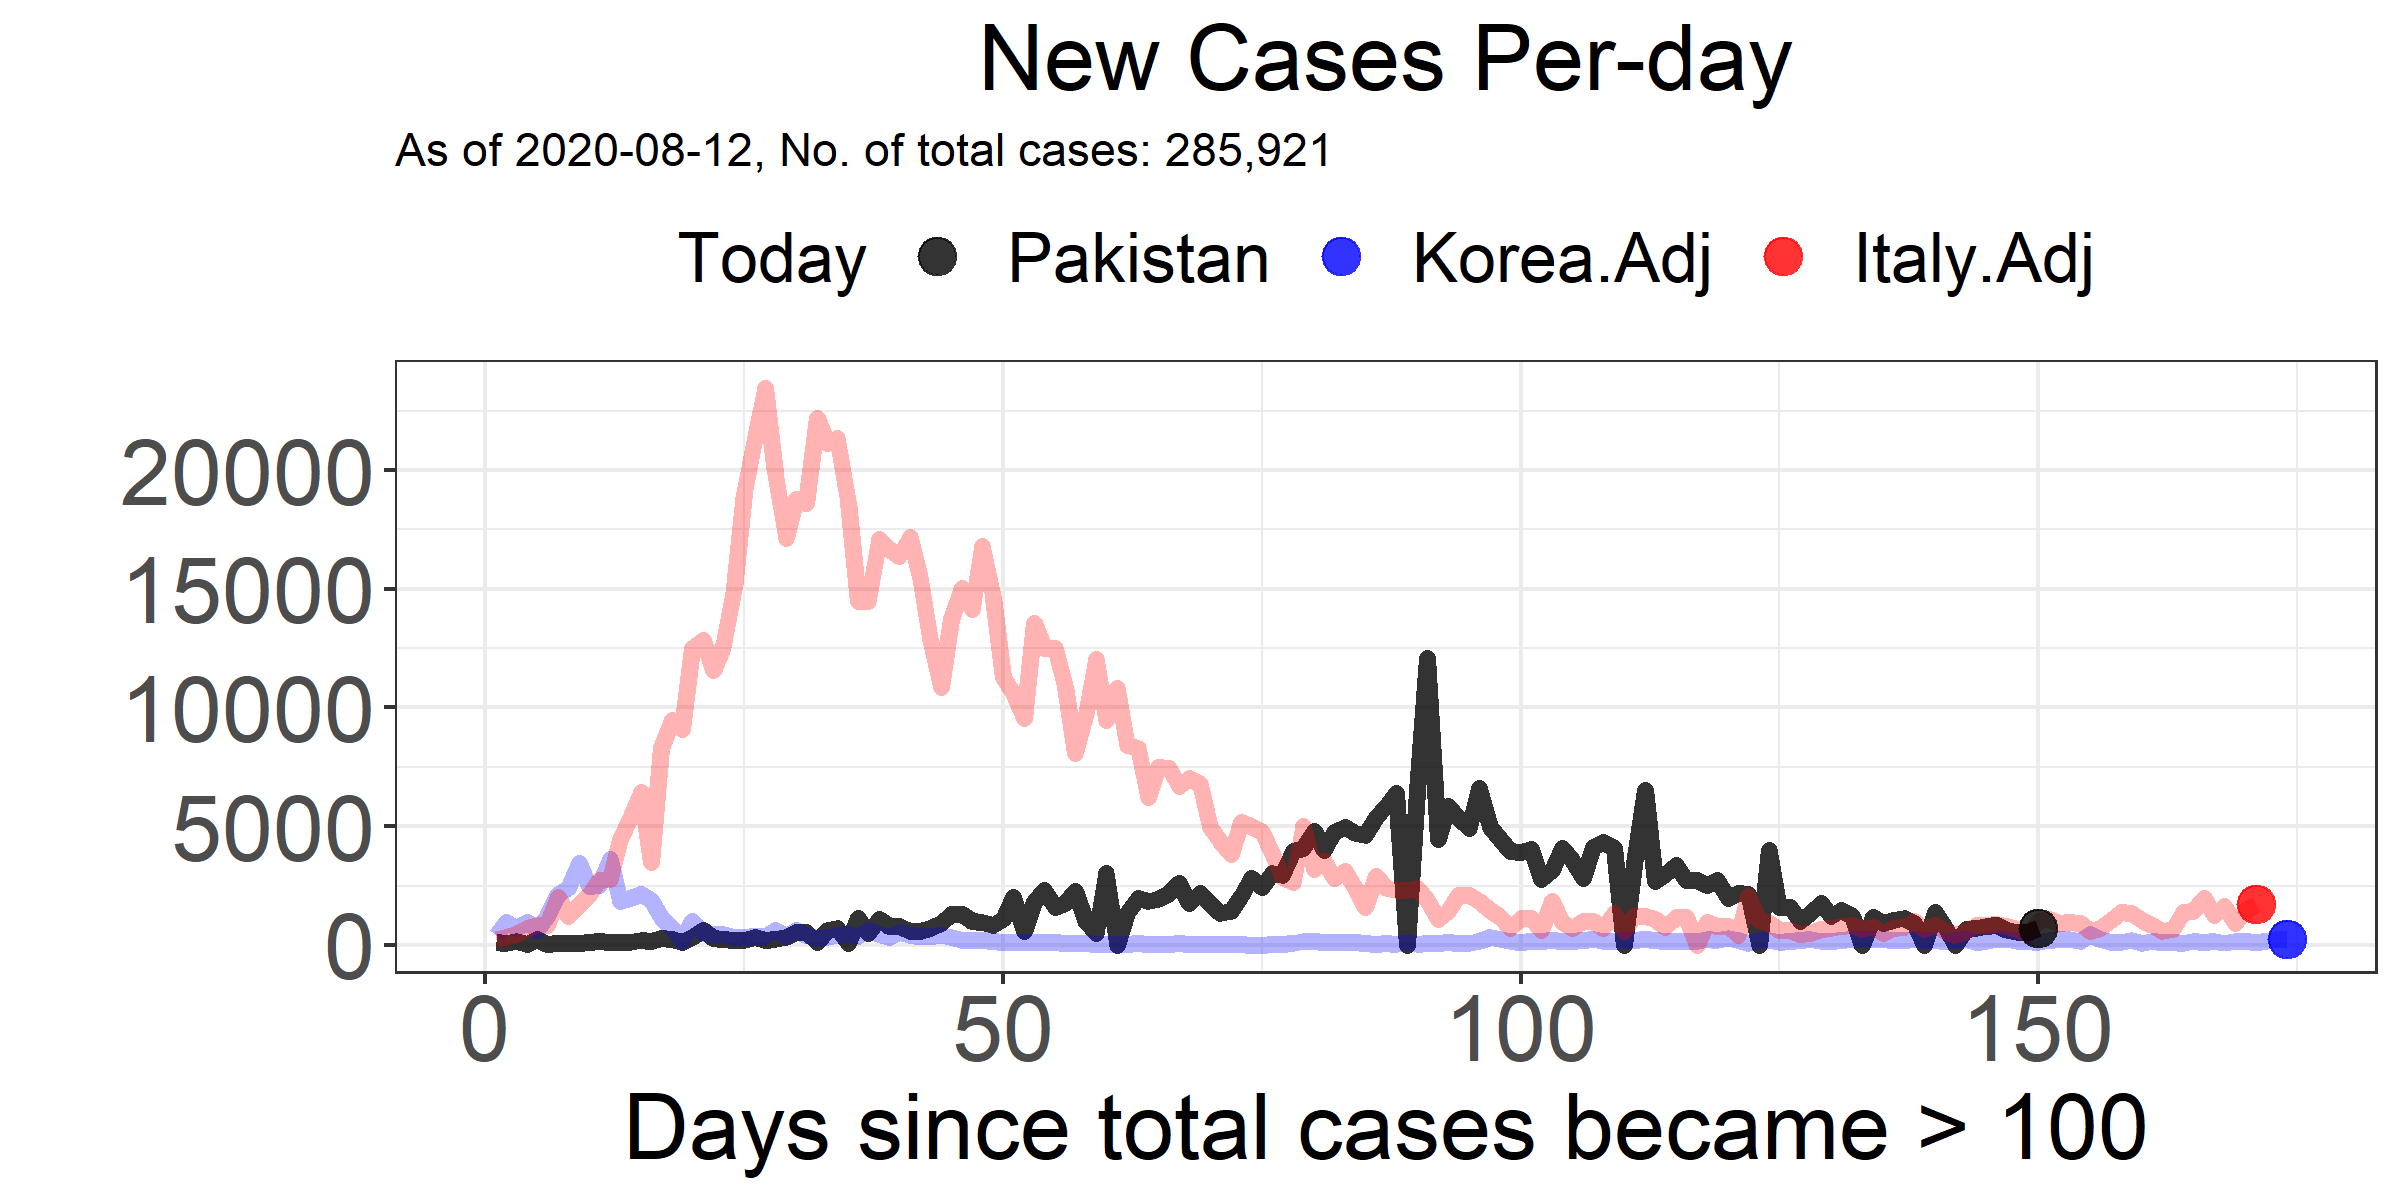 New Cases Per-day
As of 2020-08-12, No. of total cases: 285,921
Today Pakistan Korea.Adj Italy.Adj
20000
15000
10000
5000
0
0 50 100 150
Days since total cases became > 100